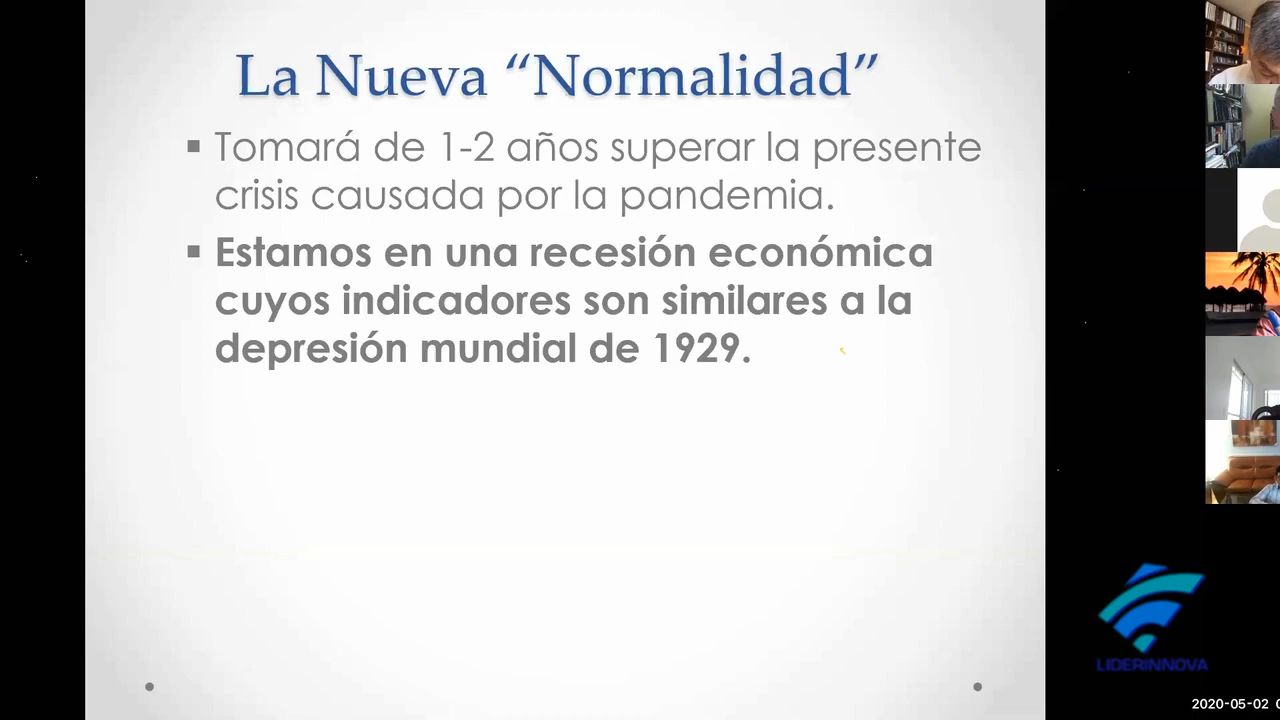 La Nueva “Normalidad”
▪ Tomará de 1-2 años superar la presente
crisis causada por la pandemia.
▪ Estamos en una recesión económica
cuyos indicadores son similares a la
depresión mundial de 1929.
LIDERINNOVA
2020-05-02